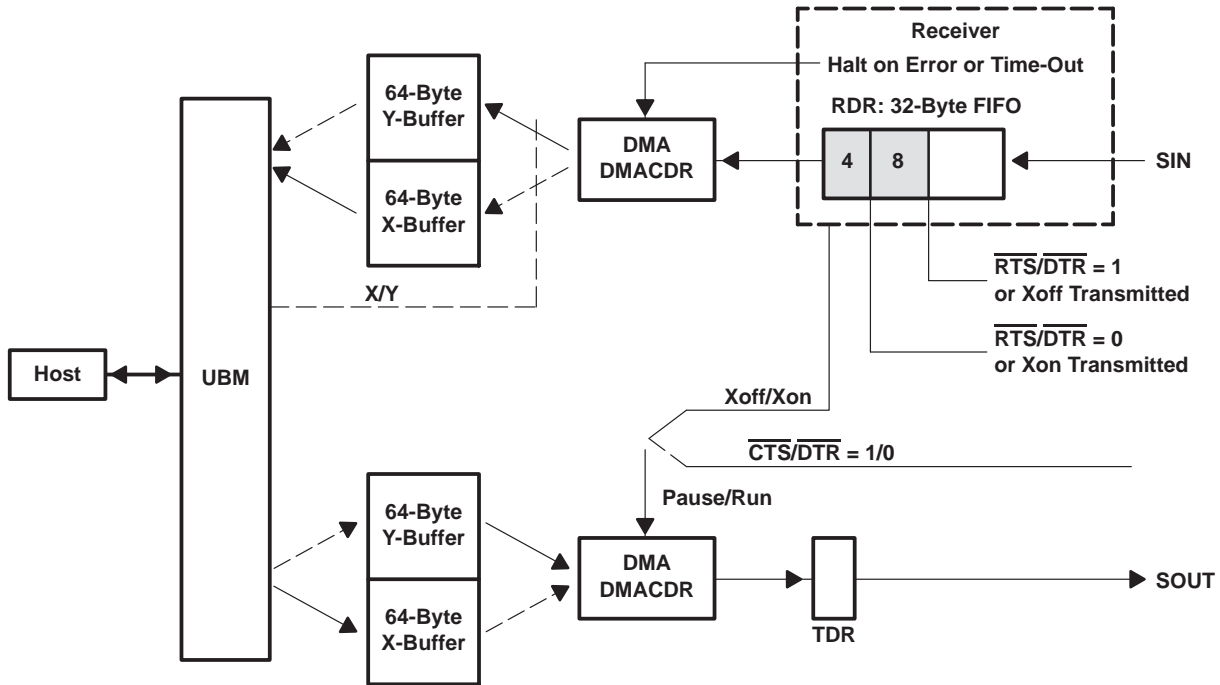 Receiver
Halt on Error or Time-Out
RDR: 32-Byte FIFO
4
8
SIN
64-Byte
Y-Buffer
64-Byte
X-Buffer
DMA
DMACDR
X/Y
RTS/DTR = 1
or Xoff Transmitted
RTS/DTR = 0
or Xon Transmitted
Host
UBM
Xoff/Xon
CTS/DTR = 1/0
Pause/Run
64-Byte
Y-Buffer
64-Byte
X-Buffer
DMA
DMACDR
TDR
SOUT